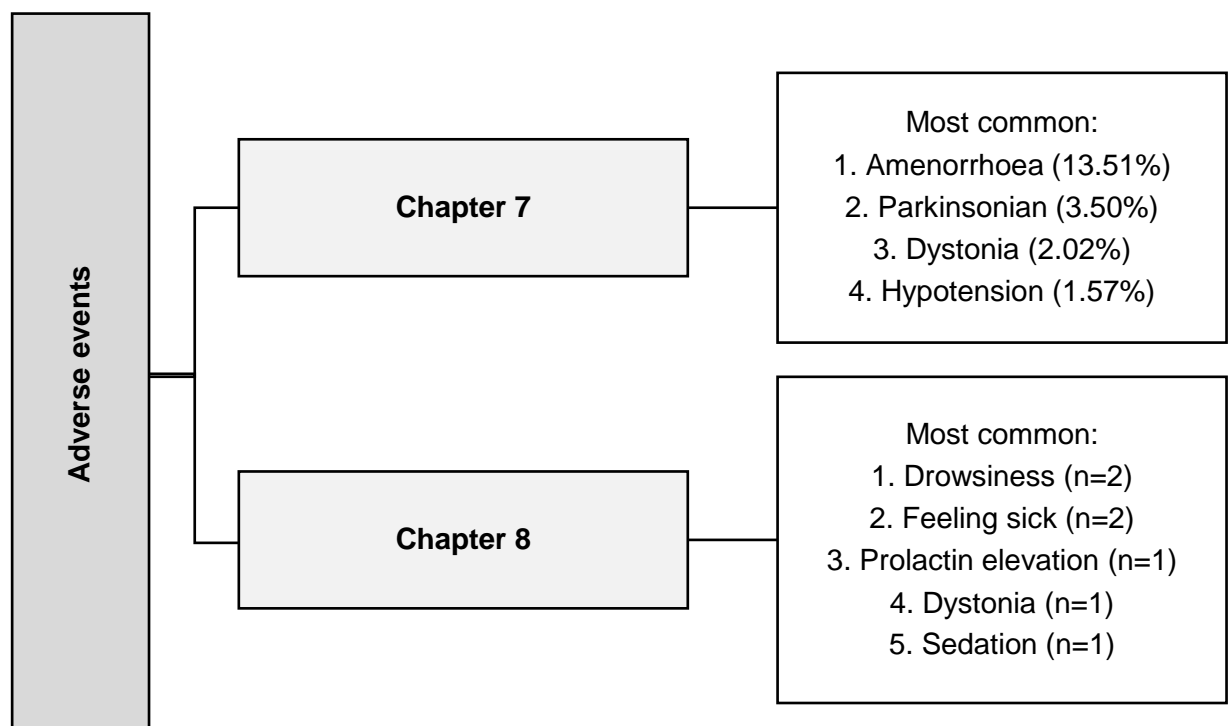 Adverse events
Chapter 7
Most common:
1. Amenorrhoea (13.51%)
2. Parkinsonian (3.50%)
3. Dystonia (2.02%)
4. Hypotension (1.57%)
Chapter 8
Most common:
1. Drowsiness (n=2)
2. Feeling sick (n=2)
3. Prolactin elevation (n=1)
4. Dystonia (n=1)
5. Sedation (n=1)